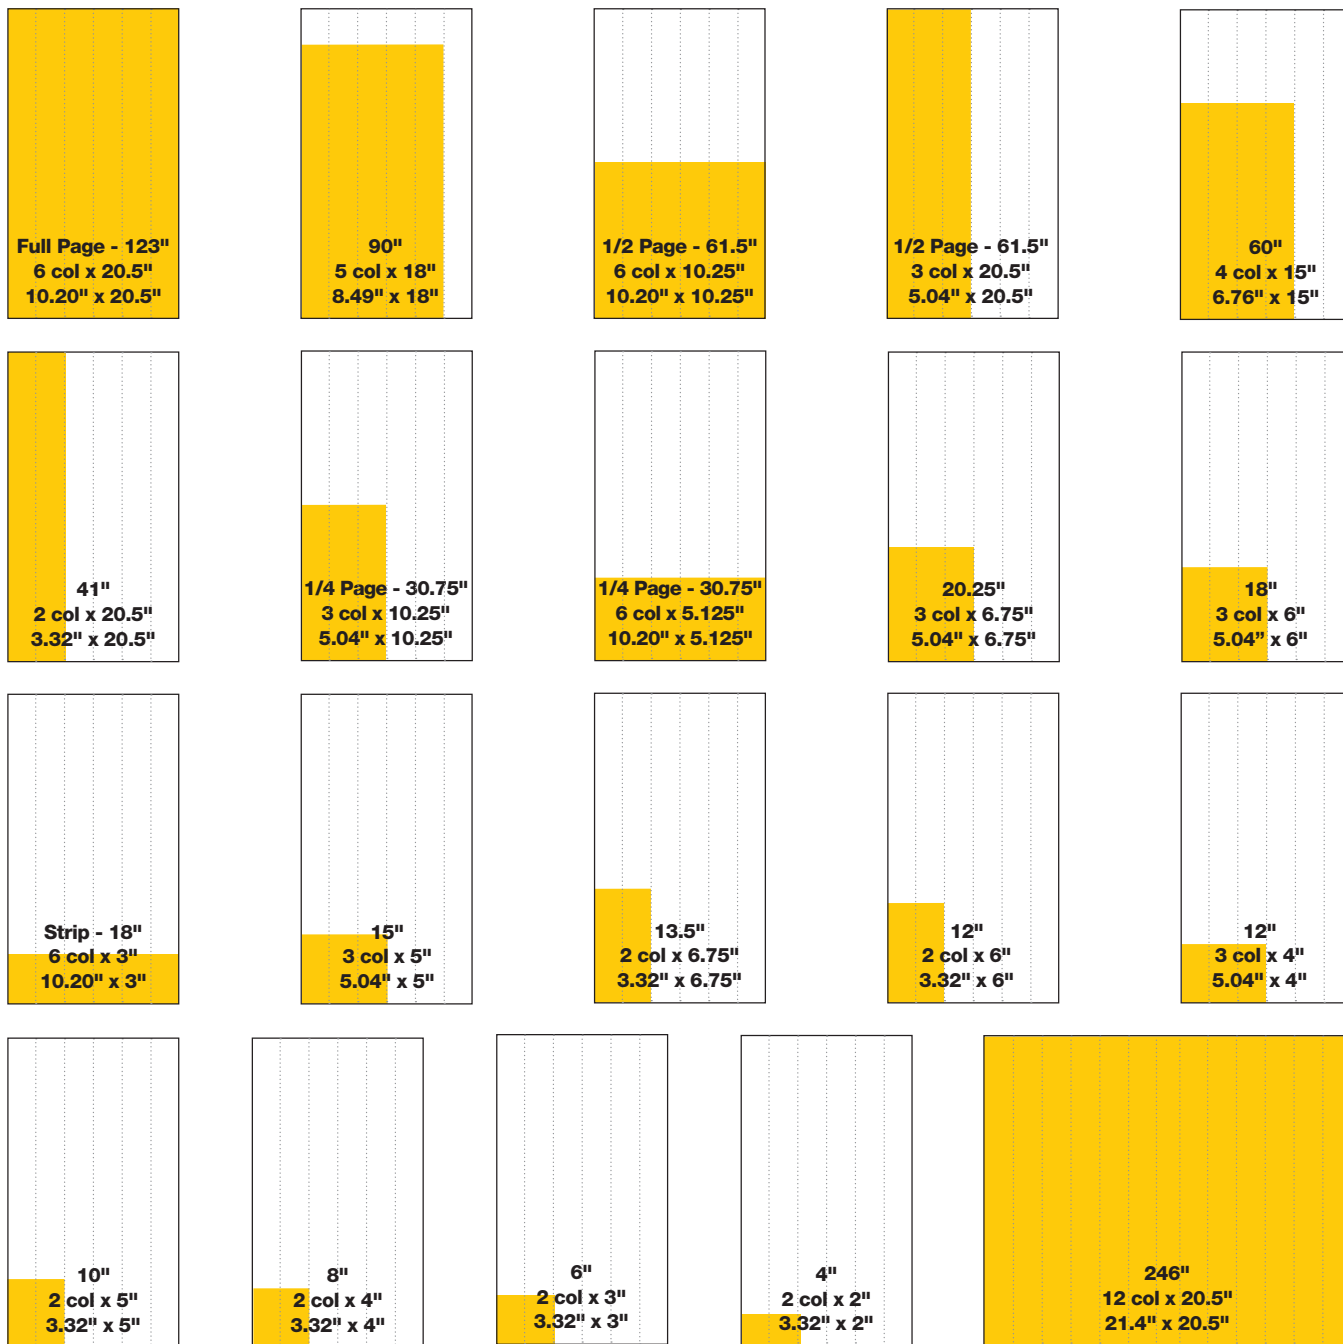 Full Page - 123"
6 col x 20.5"
10.20" x 20.5"
90"
5 col x 18"
8.49" x 18"
1/2 Page - 61.5"
6 col x 10.25"
10.20" x 10.25"
1/2 Page - 61.5"
3 col x 20.5"
5.04" x 20.5"
60"
4 col x 15"
6.76" x 15"
41"
2 col x 20.5"
3.32" x 20.5"
1/4 Page - 30.75"
3 col x 10.25"
5.04" x 10.25"
1/4 Page - 30.75"
6 col x 5.125"
10.20" x 5.125"
20.25"
3 col x 6.75"
5.04" x 6.75"
18"
3 col x 6"
5.04” x 6"
Strip - 18"
6 col x 3"
10.20" x 3"
15"
3 col x 5"
5.04" x 5"
13.5"
2 col x 6.75"
3.32" x 6.75"
12"
2 col x 6"
3.32" x 6"
12"
3 col x 4"
5.04" x 4"
10"
2 col x 5"
3.32" x 5"
8"
2 col x 4"
3.32" x 4"
6"
2 col x 3"
3.32" x 3"
4"
2 col x 2"
3.32" x 2"
246"
12 col x 20.5"
21.4" x 20.5"